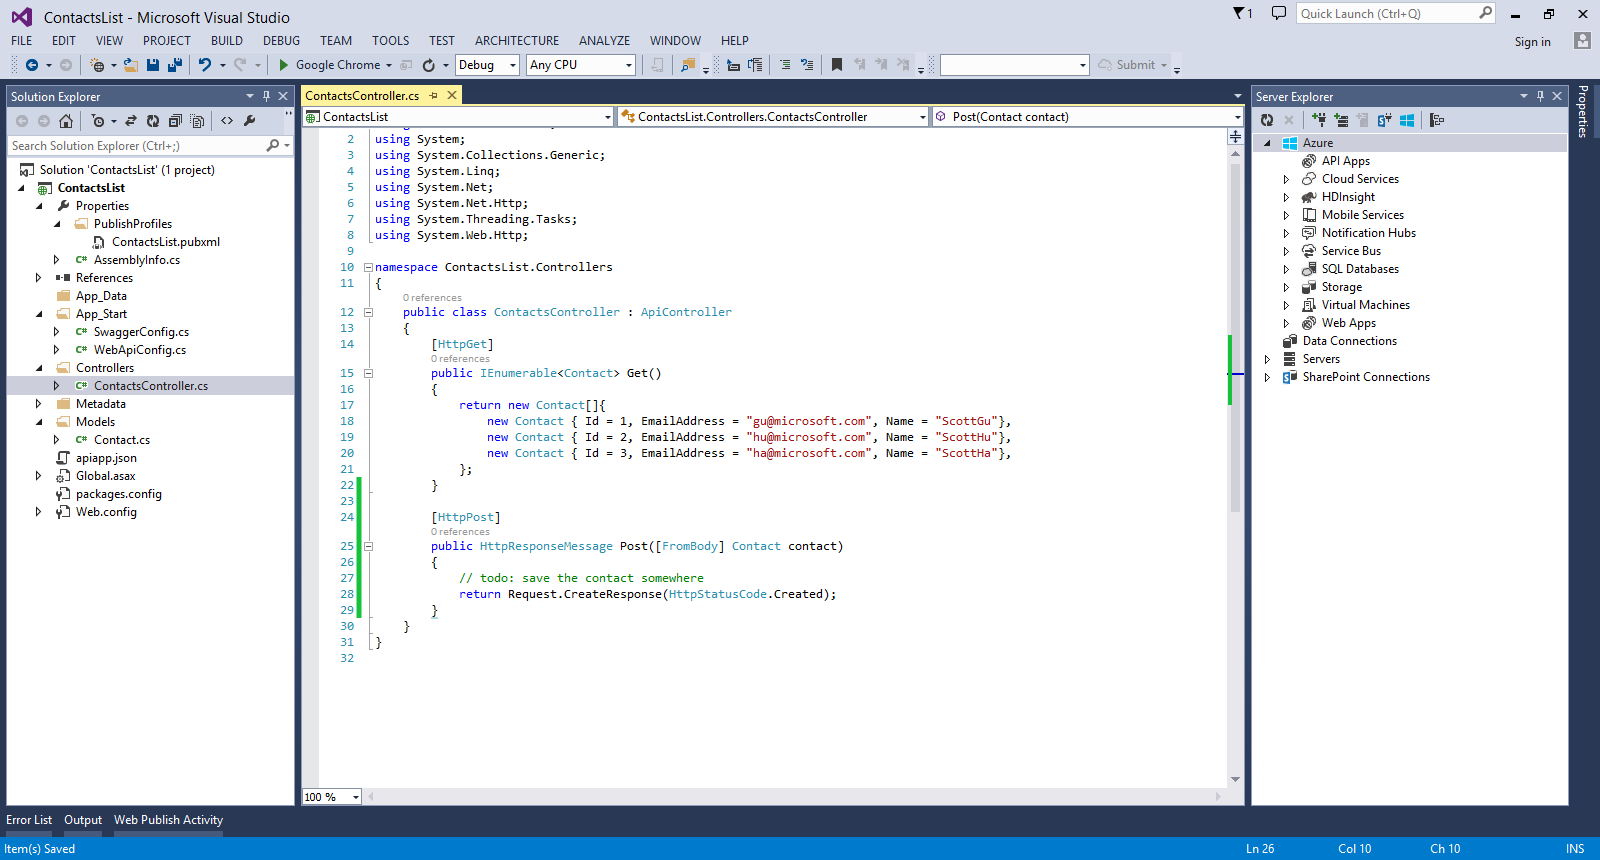 ContactsList - Microsoft Visual Studio
1
Quick Launch (Ctrl+Q)
FILE EDIT VIEW PROJECT BUILD DEBUG TEAM TOOLS TEST ARCHITECTURE ANALYZE WINDOW HELP
Sign in
Google Chrome Debug Any CPU Submit
Solution Explorer
Search Solution Explorer (Ctrl+;)
Solution 'ContactsList' (1 project)
ContactsList
Properties
PublishProfiles
ContactsList.pubxml
C# AssemblyInfo.cs
References
App_Data
App_Start
C# SwaggerConfig.cs
C# WebApiConfig.cs
Controllers
C# ContactsController.cs
Metadata
Models
C# Contact.cs
apiapp.json
Global.asax
packages.config
Web.config
ContactsController.cs
ContactsList ContactsList.Controllers.ContactsController Post(Contact contact)
2 using System;
3 using System.Collections.Generic;
4 using System.Linq;
5 using System.Net;
6 using System.Net.Http;
7 using System.Threading.Tasks;
8 using System.Web.Http;
9
10 namespace ContactsList.Controllers
11 {
0 references
12 public class ContactsController : ApiController
13 {
14 [HttpGet]
0 references
15 public IEnumerable<Contact> Get()
16 {
17 return new Contact[]{
18 new Contact { Id = 1, EmailAddress = "gu@microsoft.com", Name = "ScottGu"},
19 new Contact { Id = 2, EmailAddress = "hu@microsoft.com", Name = "ScottHu"},
20 new Contact { Id = 3, EmailAddress = "ha@microsoft.com", Name = "ScottHa"},
21 };
22 }
23
24 [HttpPost]
0 references
25 public HttpResponseMessage Post([FromBody] Contact contact)
26 {
27 // todo: save the contact somewhere
28 return Request.CreateResponse(HttpStatusCode.Created);
29 }
30 }
31 }
32
100 %
Server Explorer
Azure
API Apps
Cloud Services
HDInsight
Mobile Services
Notification Hubs
Service Bus
SQL Databases
Storage
Virtual Machines
Web Apps
Data Connections
Servers
SharePoint Connections
Properties
Error List Output Web Publish Activity
Item(s) Saved
Ln 26 Col 10 Ch 10 INS